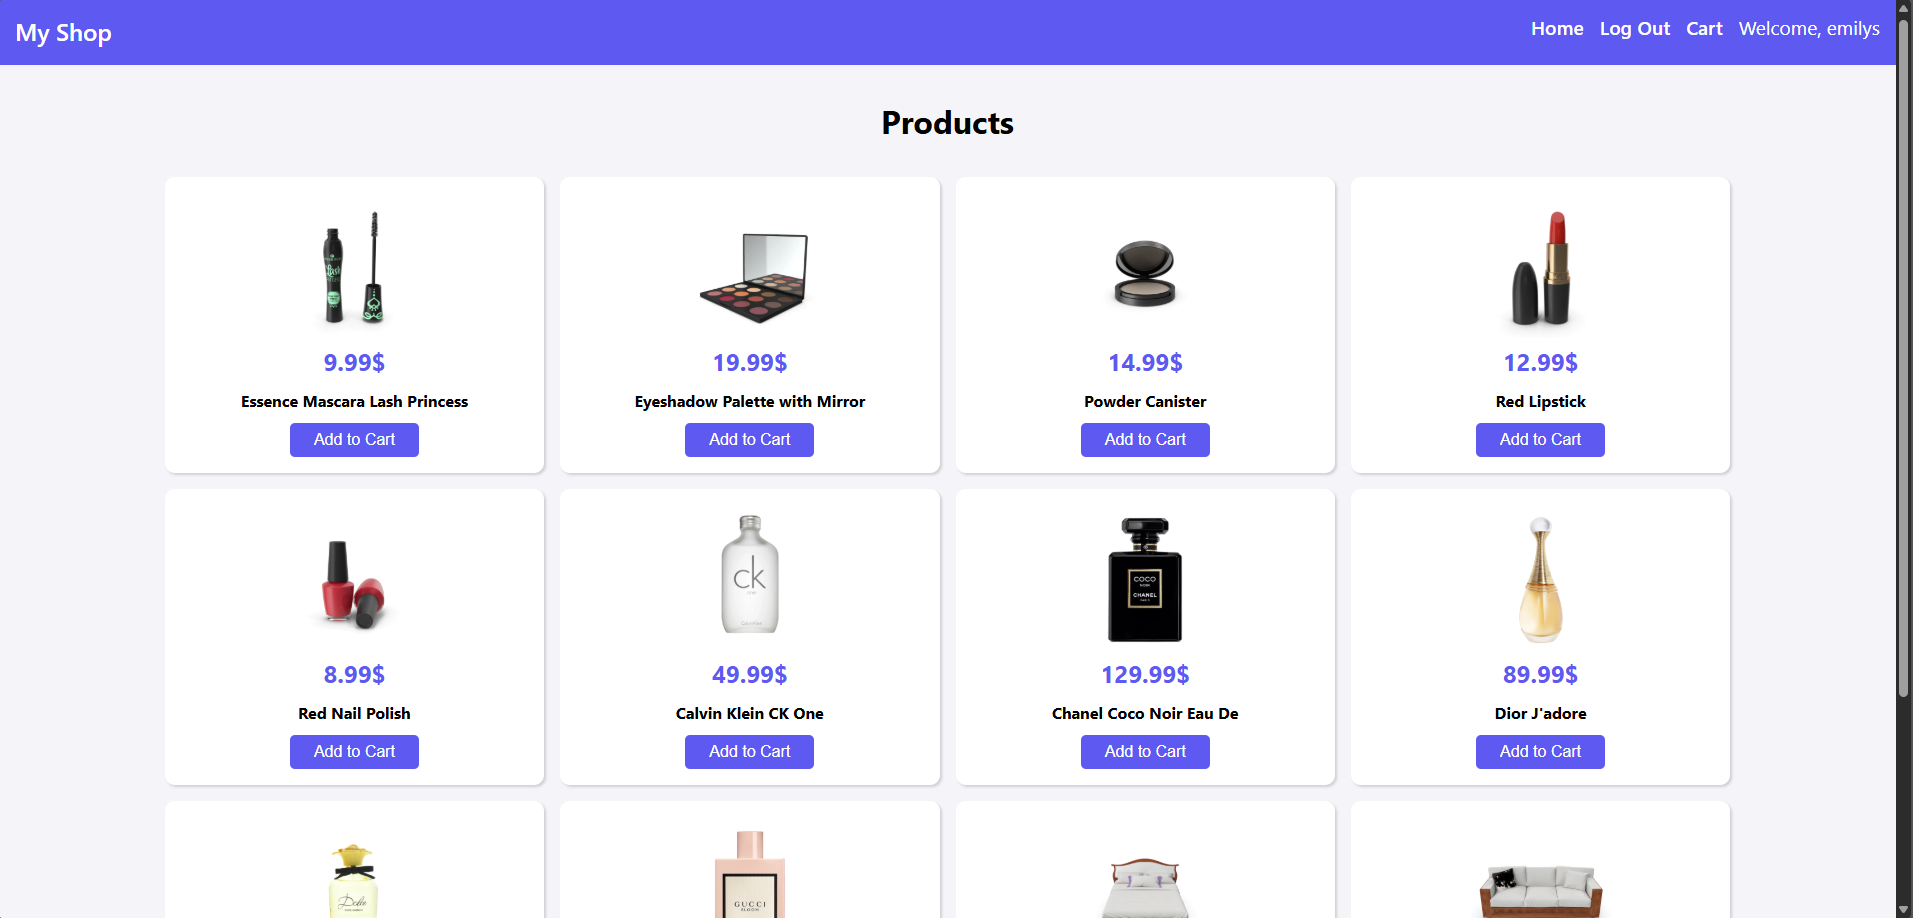 My Shop
Home Log Out Cart Welcome, emilys
Products
9.99$
Essence Mascara Lash Princess
Add to Cart
19.99$
Eyeshadow Palette with Mirror
Add to Cart
14.99$
Powder Canister
Add to Cart
12.99$
Red Lipstick
Add to Cart
8.99$
Red Nail Polish
Add to Cart
ck
one
49.99$
Calvin Klein CK One
Add to Cart
COCO
NOIR
CHANEL
129.99$
Chanel Coco Noir Eau De
Add to Cart
89.99$
Dior J'adore
Add to Cart
Dolce
GUCCI
BLOOM